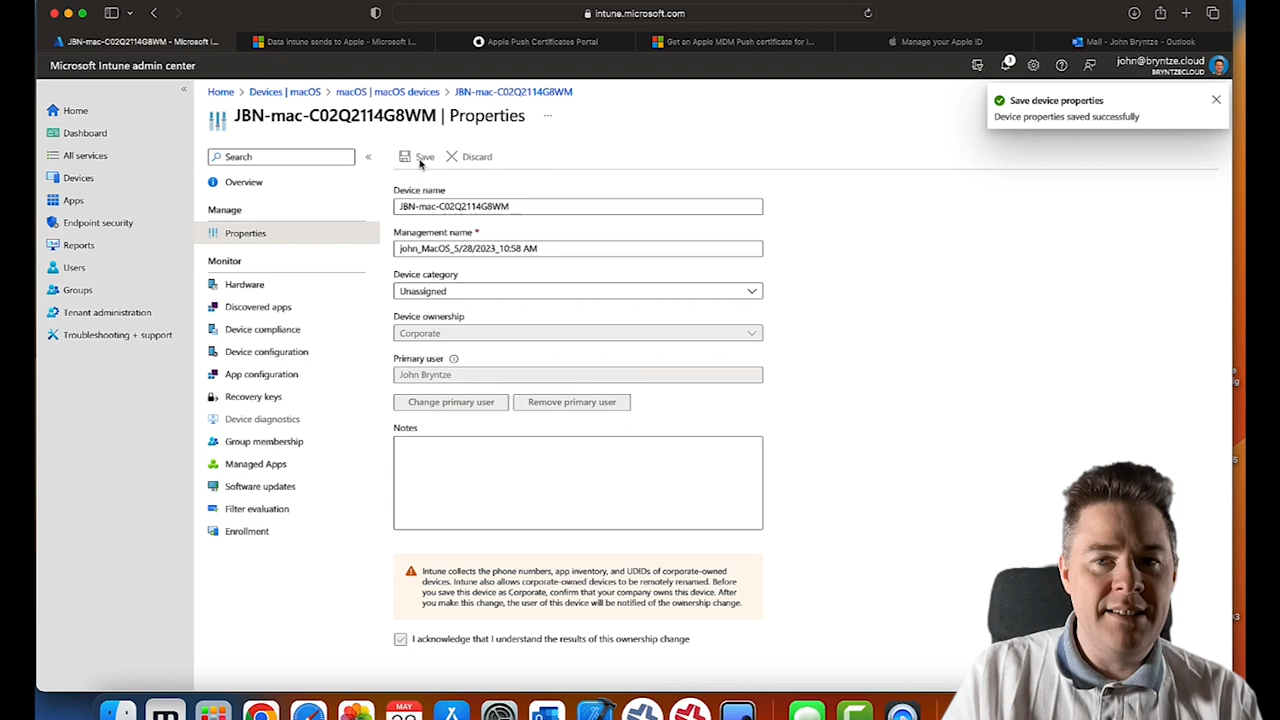 intune.microsoft.com
JBN-mac-C02Q2114G8WM - Microsoft I...
Data Intune sends to Apple - Microsoft I...
Apple Push Certificates Portal
Get an Apple MDM Push certificate for I...
Manage your Apple ID
Mail - John Bryntze - Outlook
Microsoft Intune admin center
3
john@bryntze.cloud
BRYNTZECLOUD
Home
Dashboard
All services
Devices
Apps
Endpoint security
Reports
Users
Groups
Tenant administration
Troubleshooting + support
Home > Devices | macOS > macOS | macOS devices > JBN-mac-C02Q2114G8WM
JBN-mac-C02Q2114G8WM | Properties ...
Search
Overview
Manage
Properties
Monitor
Hardware
Discovered apps
Device compliance
Device configuration
App configuration
Recovery keys
Device diagnostics
Group membership
Managed Apps
Software updates
Filter evaluation
Enrollment
Save Discard
Device name
JBN-mac-C02Q2114G8WM
Management name *
john_MacOS_5/28/2023_10:58 AM
Device category
Unassigned
Device ownership
Corporate
Primary user
John Bryntze
Change primary user Remove primary user
Notes
Intune collects the phone numbers, app inventory, and UDIDs of corporate-owned
devices. Intune also allows corporate-owned devices to be remotely renamed. Before
you save this device as Corporate, confirm that your company owns this device. After
you make this change, the user of this device will be notified of the ownership change.
I acknowledge that I understand the results of this ownership change
Save device properties
Device properties saved successfully
MAY